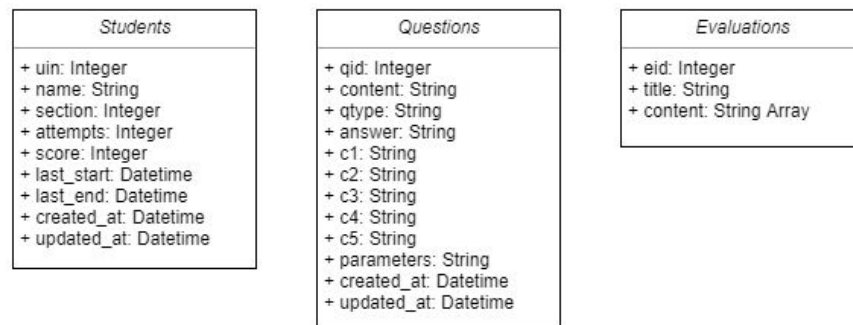 Students
+ uin: Integer
+ name: String
+ section: Integer
+ attempts: Integer
+ score: Integer
+ last_start: Datetime
+ last_end: Datetime
+ created_at: Datetime
+ updated_at: Datetime
Questions
+ qid: Integer
+ content: String
+ qtype: String
+ answer: String
+ c1: String
+ c2: String
+ c3: String
+ c4: String
+ c5: String
+ parameters: String
+ created_at: Datetime
+ updated_at: Datetime
Evaluations
+ eid: Integer
+ title: String
+ content: String Array